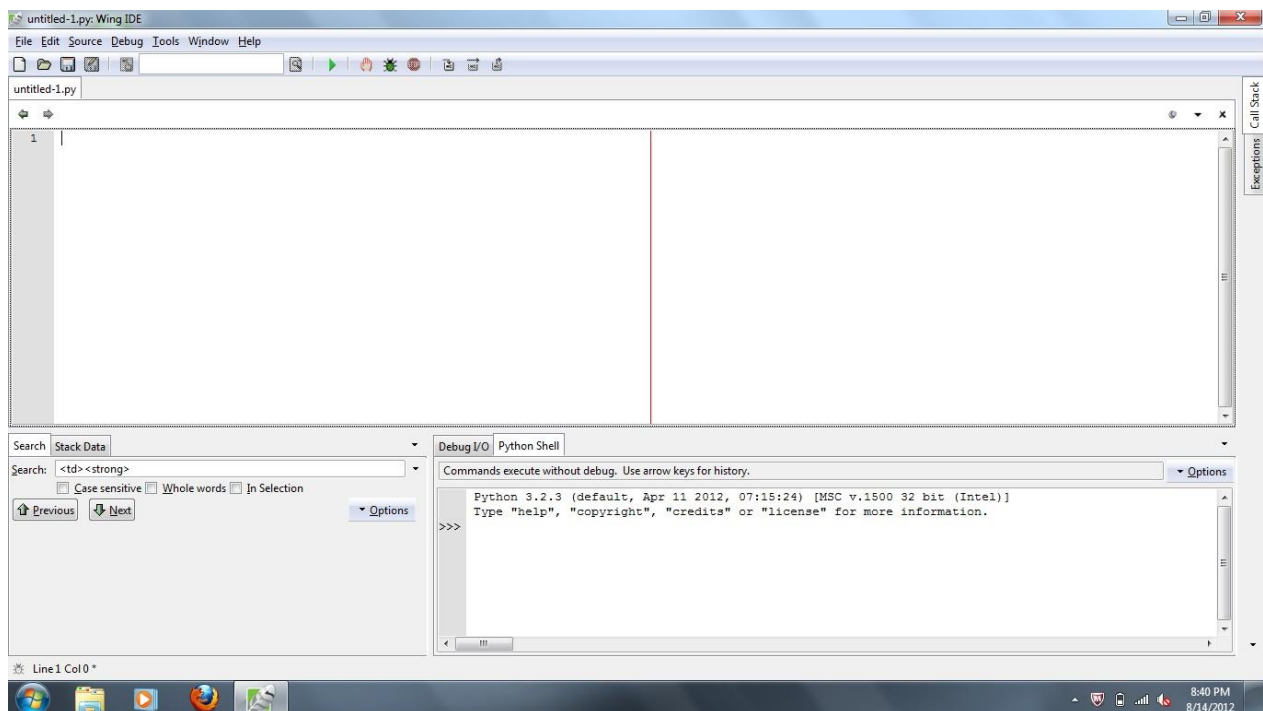 untitled-1.py: Wing IDE
File Edit Source Debug Tools Window Help
untitled-1.py
Call Stack
Exceptions
1
Search Stack Data
Search: <td><strong>
Case sensitive Whole words In Selection
Previous Next Options
Debug I/O Python Shell
Commands execute without debug. Use arrow keys for history. Options
Python 3.2.3 (default, Apr 11 2012, 07:15:24) [MSC v.1500 32 bit (Intel)]
Type "help", "copyright", "credits" or "license" for more information.
>>>
Line 1 Col 0 *
8:40 PM
8/14/2012